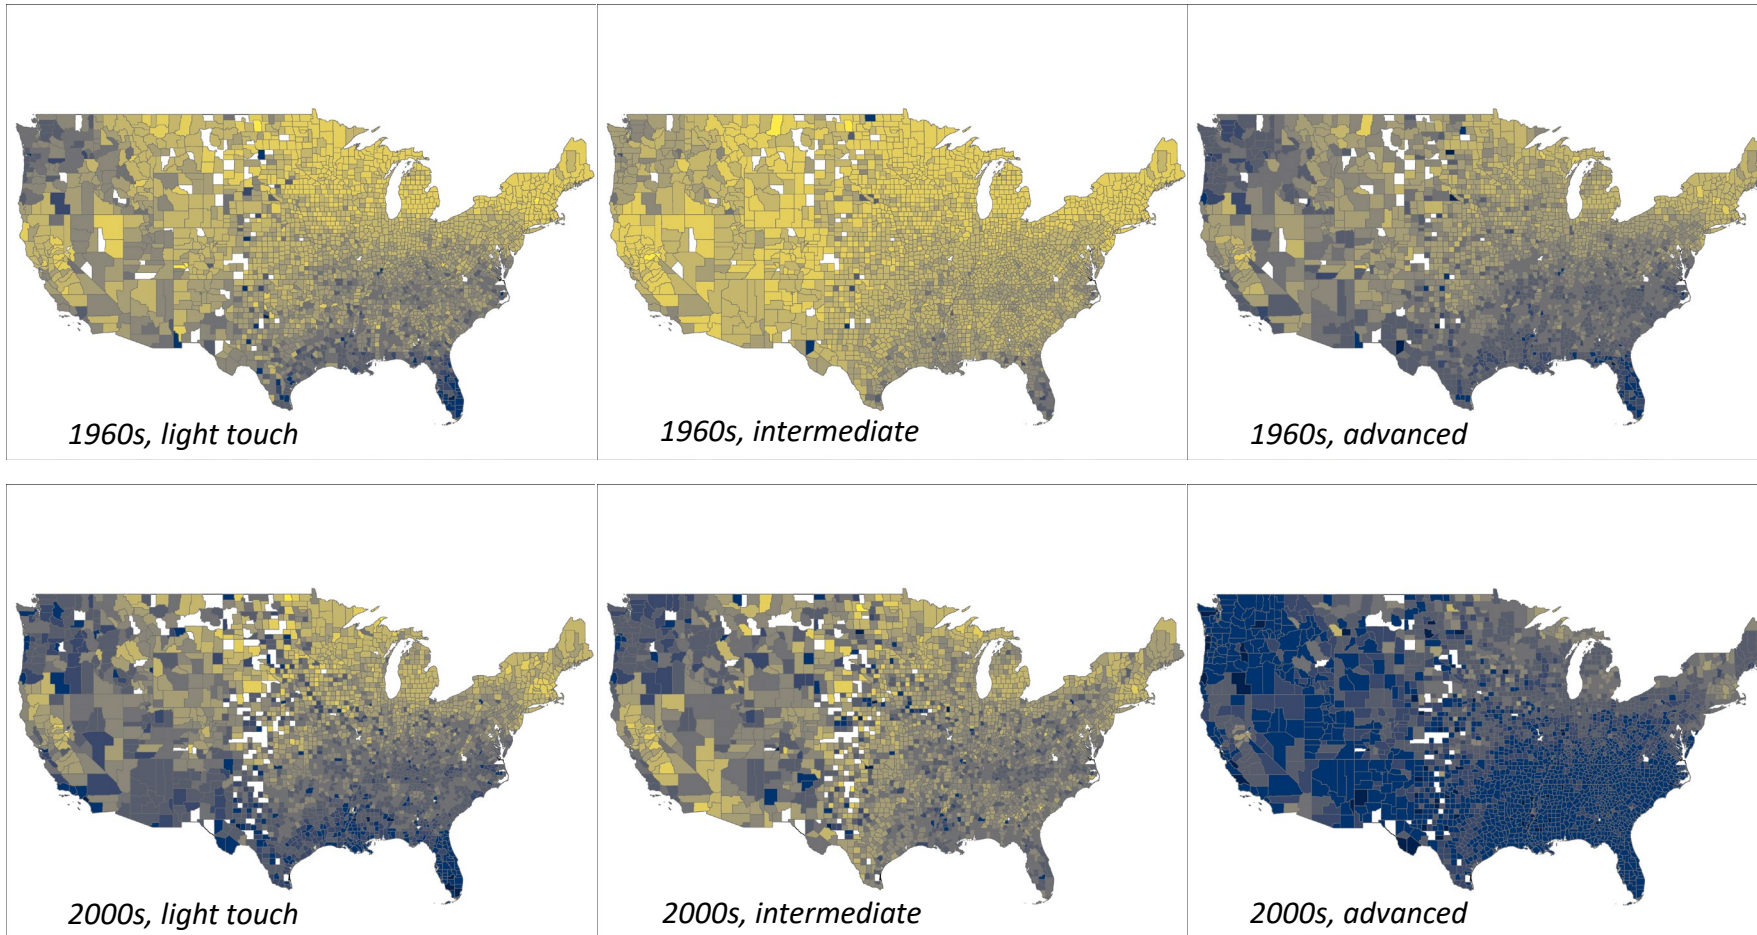 1960s, light touch
1960s, intermediate
1960s, advanced
2000s, light touch
2000s, intermediate
2000s, advanced